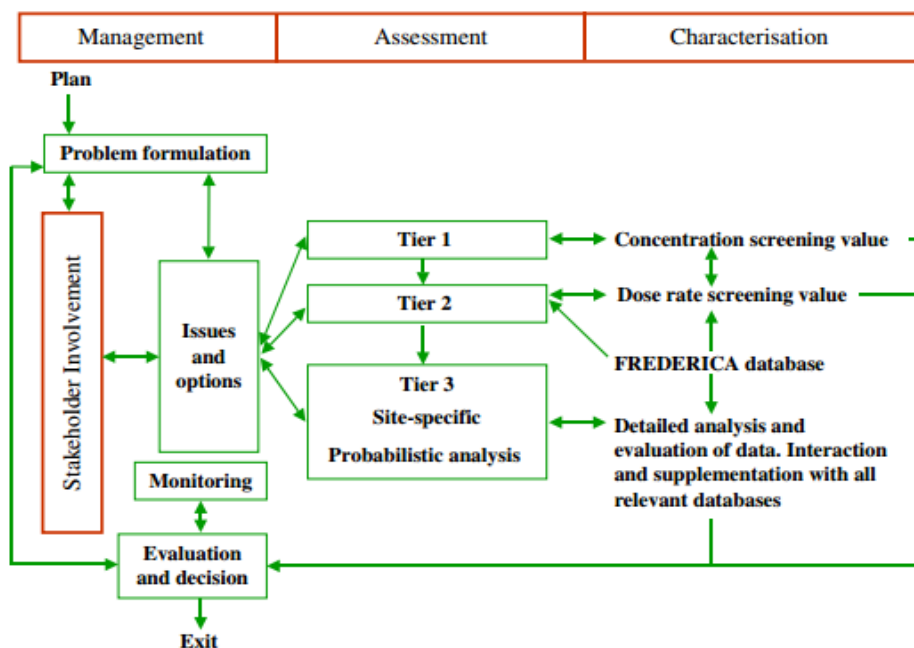 Management
Assessment
Characterisation
Plan
Problem formulation
Stakeholder Involvement
Issues
and
options
Tier 1
Concentration screening value
Tier 2
Dose rate screening value
FREDERICA database
Tier 3
Site-specific
Probabilistic analysis
Detailed analysis and
evaluation of data. Interaction
and supplementation with all
relevant databases
Monitoring
Evaluation
and decision
Exit